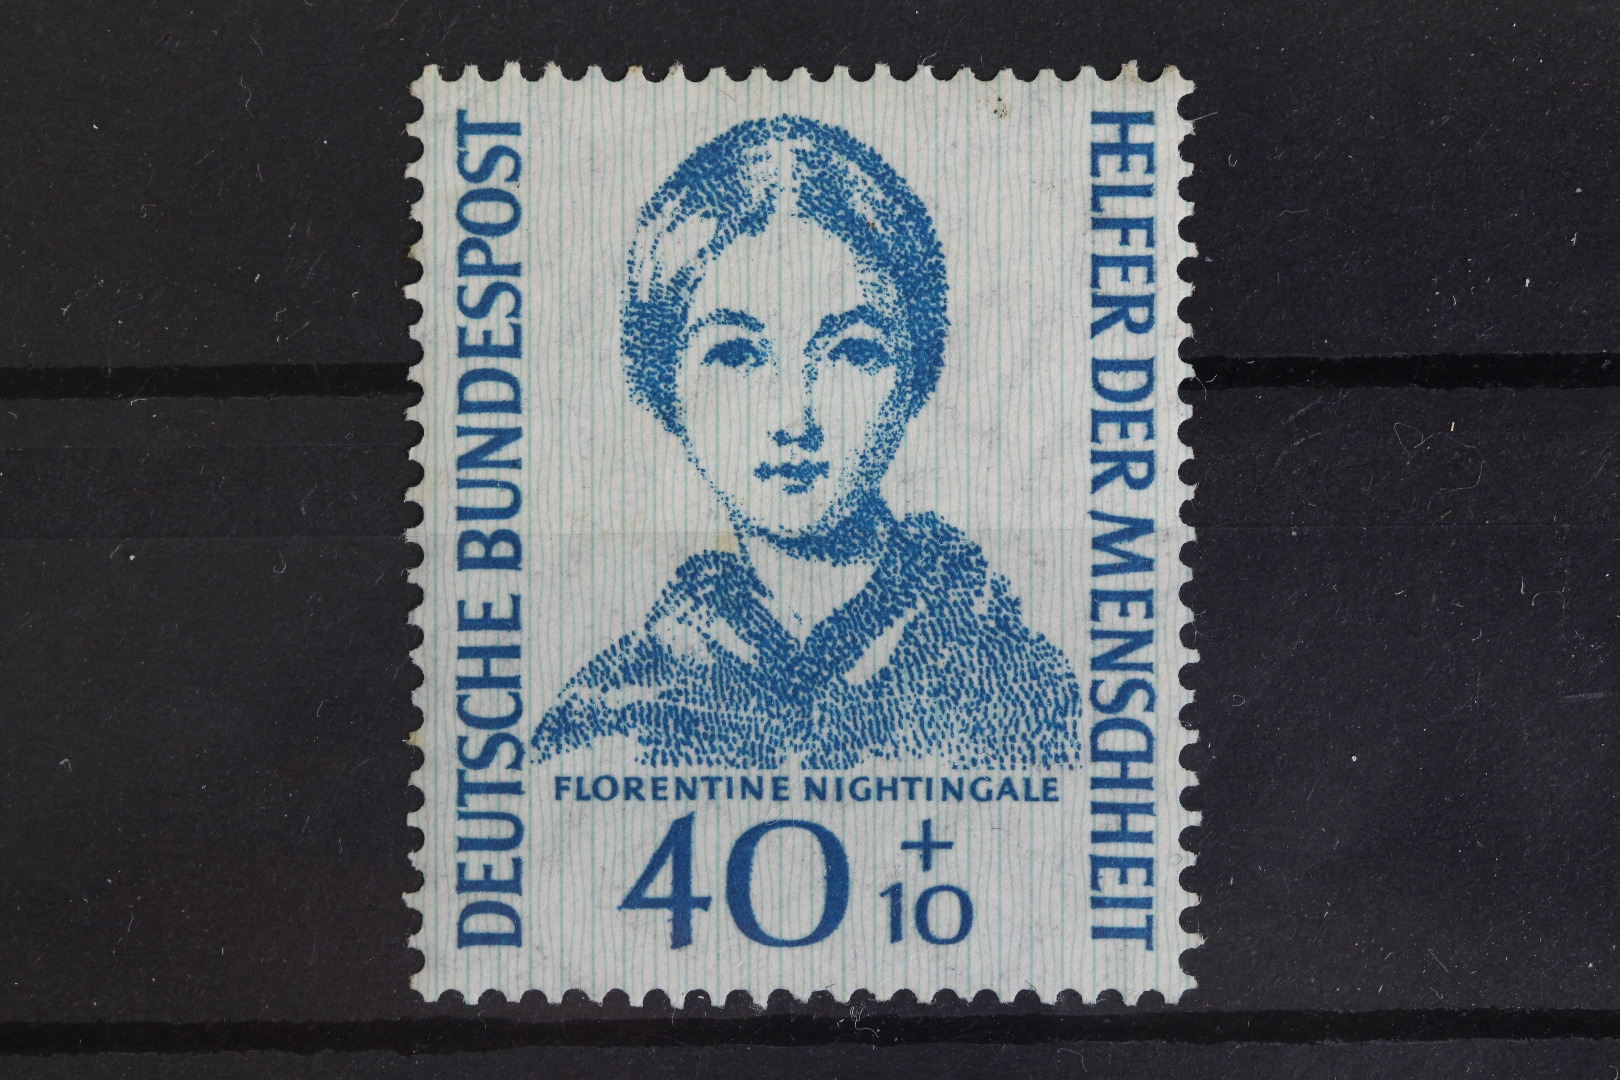 DEUTSCHE BUNDESPOST
HELFER DER MENSCHHEIT
FLORENTINE NIGHTINGALE
40 + 10